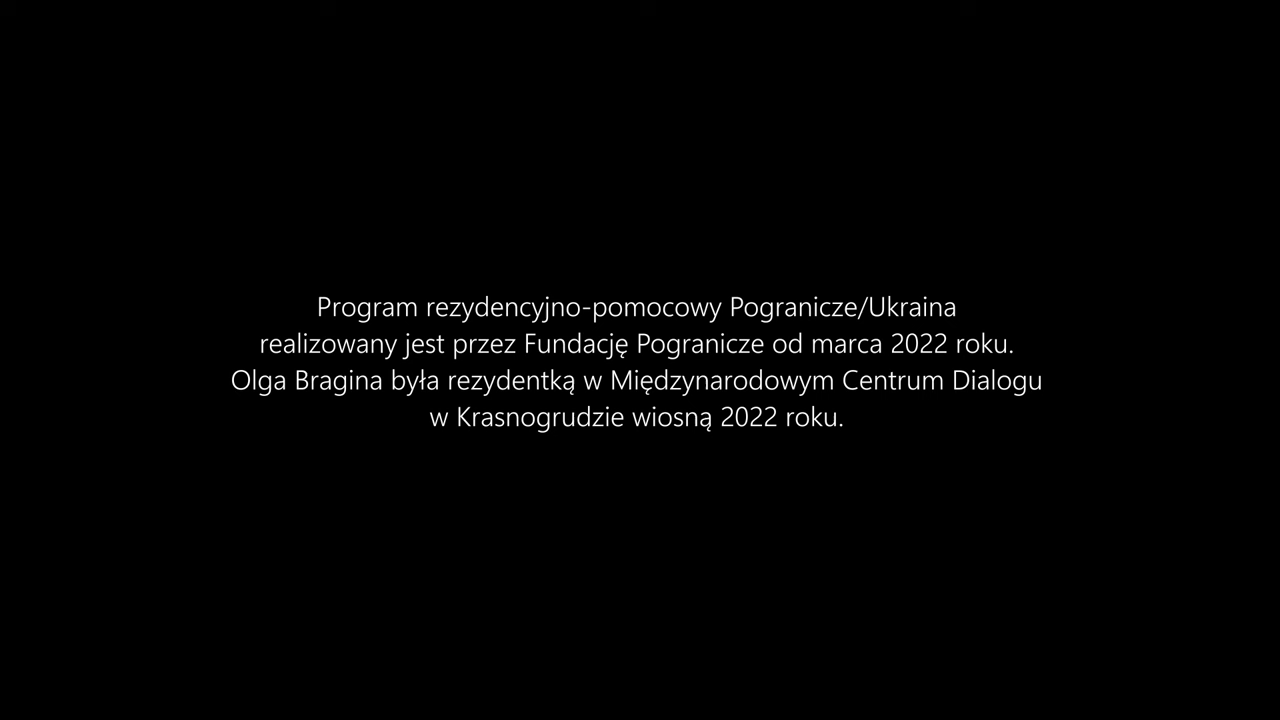 Program rezydencyjno-pomocowy Pogranicze/Ukraina
realizowany jest przez Fundację Pogranicze od marca 2022 roku.
Olga Bragina była rezydentką w Międzynarodowym Centrum Dialogu
w Krasnogrudzie wiosną 2022 roku.